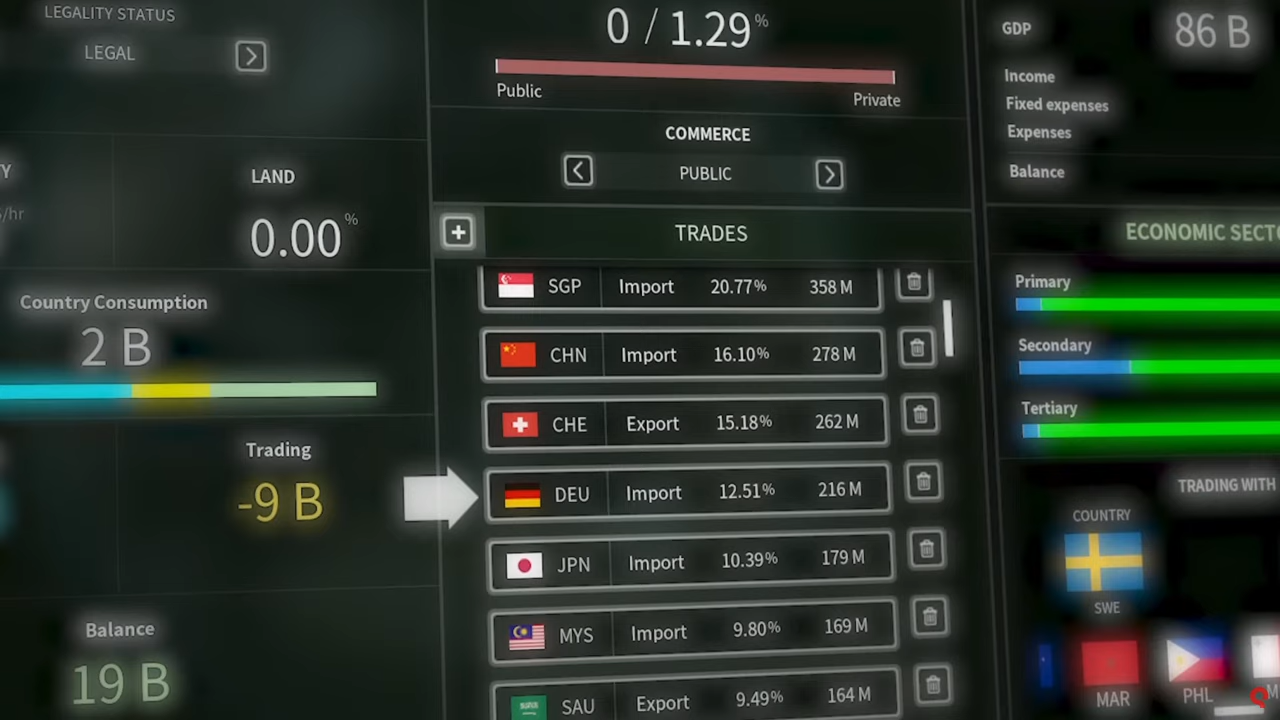 LEGALITY STATUS
LEGAL
/hr
LAND
0.00 %
Country Consumption
2 B
Trading
-9 B
Balance
19 B
0 / 1.29 %
Public
Private
COMMERCE
PUBLIC
TRADES
SGP Import 20.77% 358 M
CHN Import 16.10% 278 M
CHE Export 15.18% 262 M
DEU Import 12.51% 216 M
JPN Import 10.39% 179 M
MYS Import 9.80% 169 M
SAU Export 9.49% 164 M
GDP 86 B
Income
Fixed expenses
Expenses
Balance
ECONOMIC SECTO
Primary
Secondary
Tertiary
TRADING WITH
COUNTRY
SWE
MAR
PHL
M